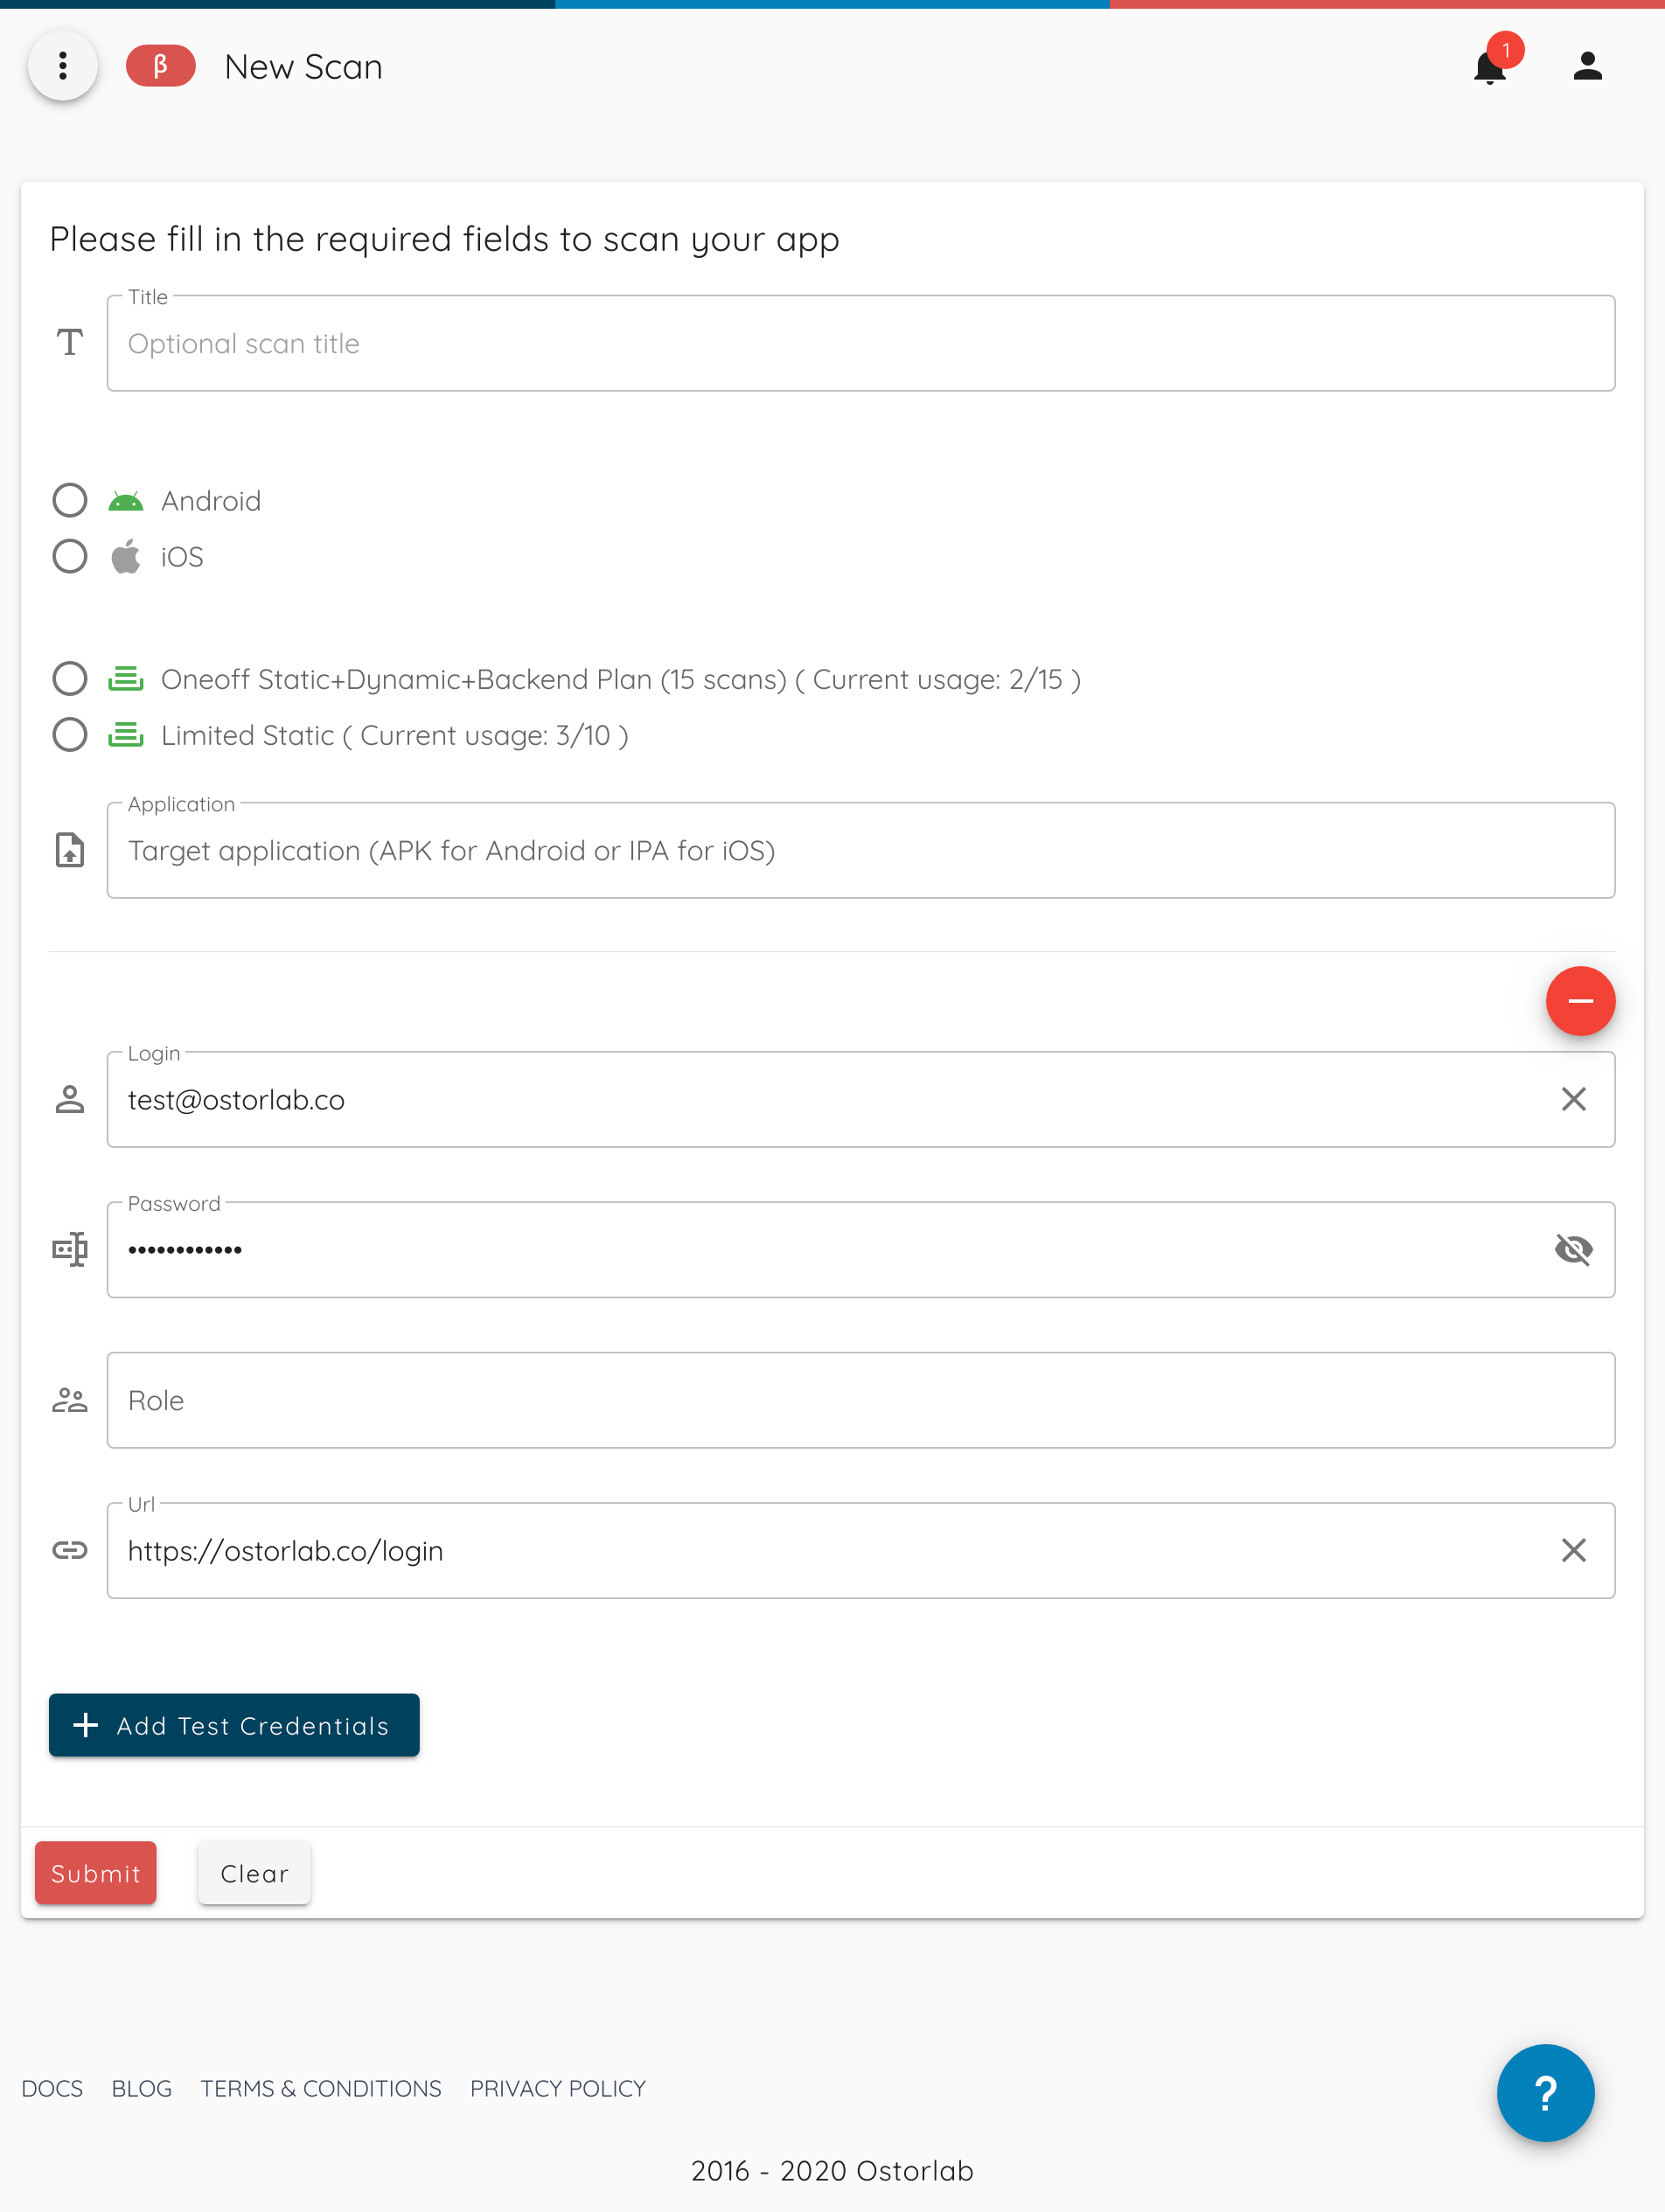 β New Scan 1
Please fill in the required fields to scan your app
Title
Optional scan title
Android
iOS
Oneoff Static+Dynamic+Backend Plan (15 scans) ( Current usage: 2/15 )
Limited Static ( Current usage: 3/10 )
Application
Target application (APK for Android or IPA for iOS)
Login
test@ostorlab.co
Password
••••••••••••
Role
Url
https://ostorlab.co/login
Add Test Credentials
Submit Clear
DOCS BLOG TERMS & CONDITIONS PRIVACY POLICY
?
2016 - 2020 Ostorlab